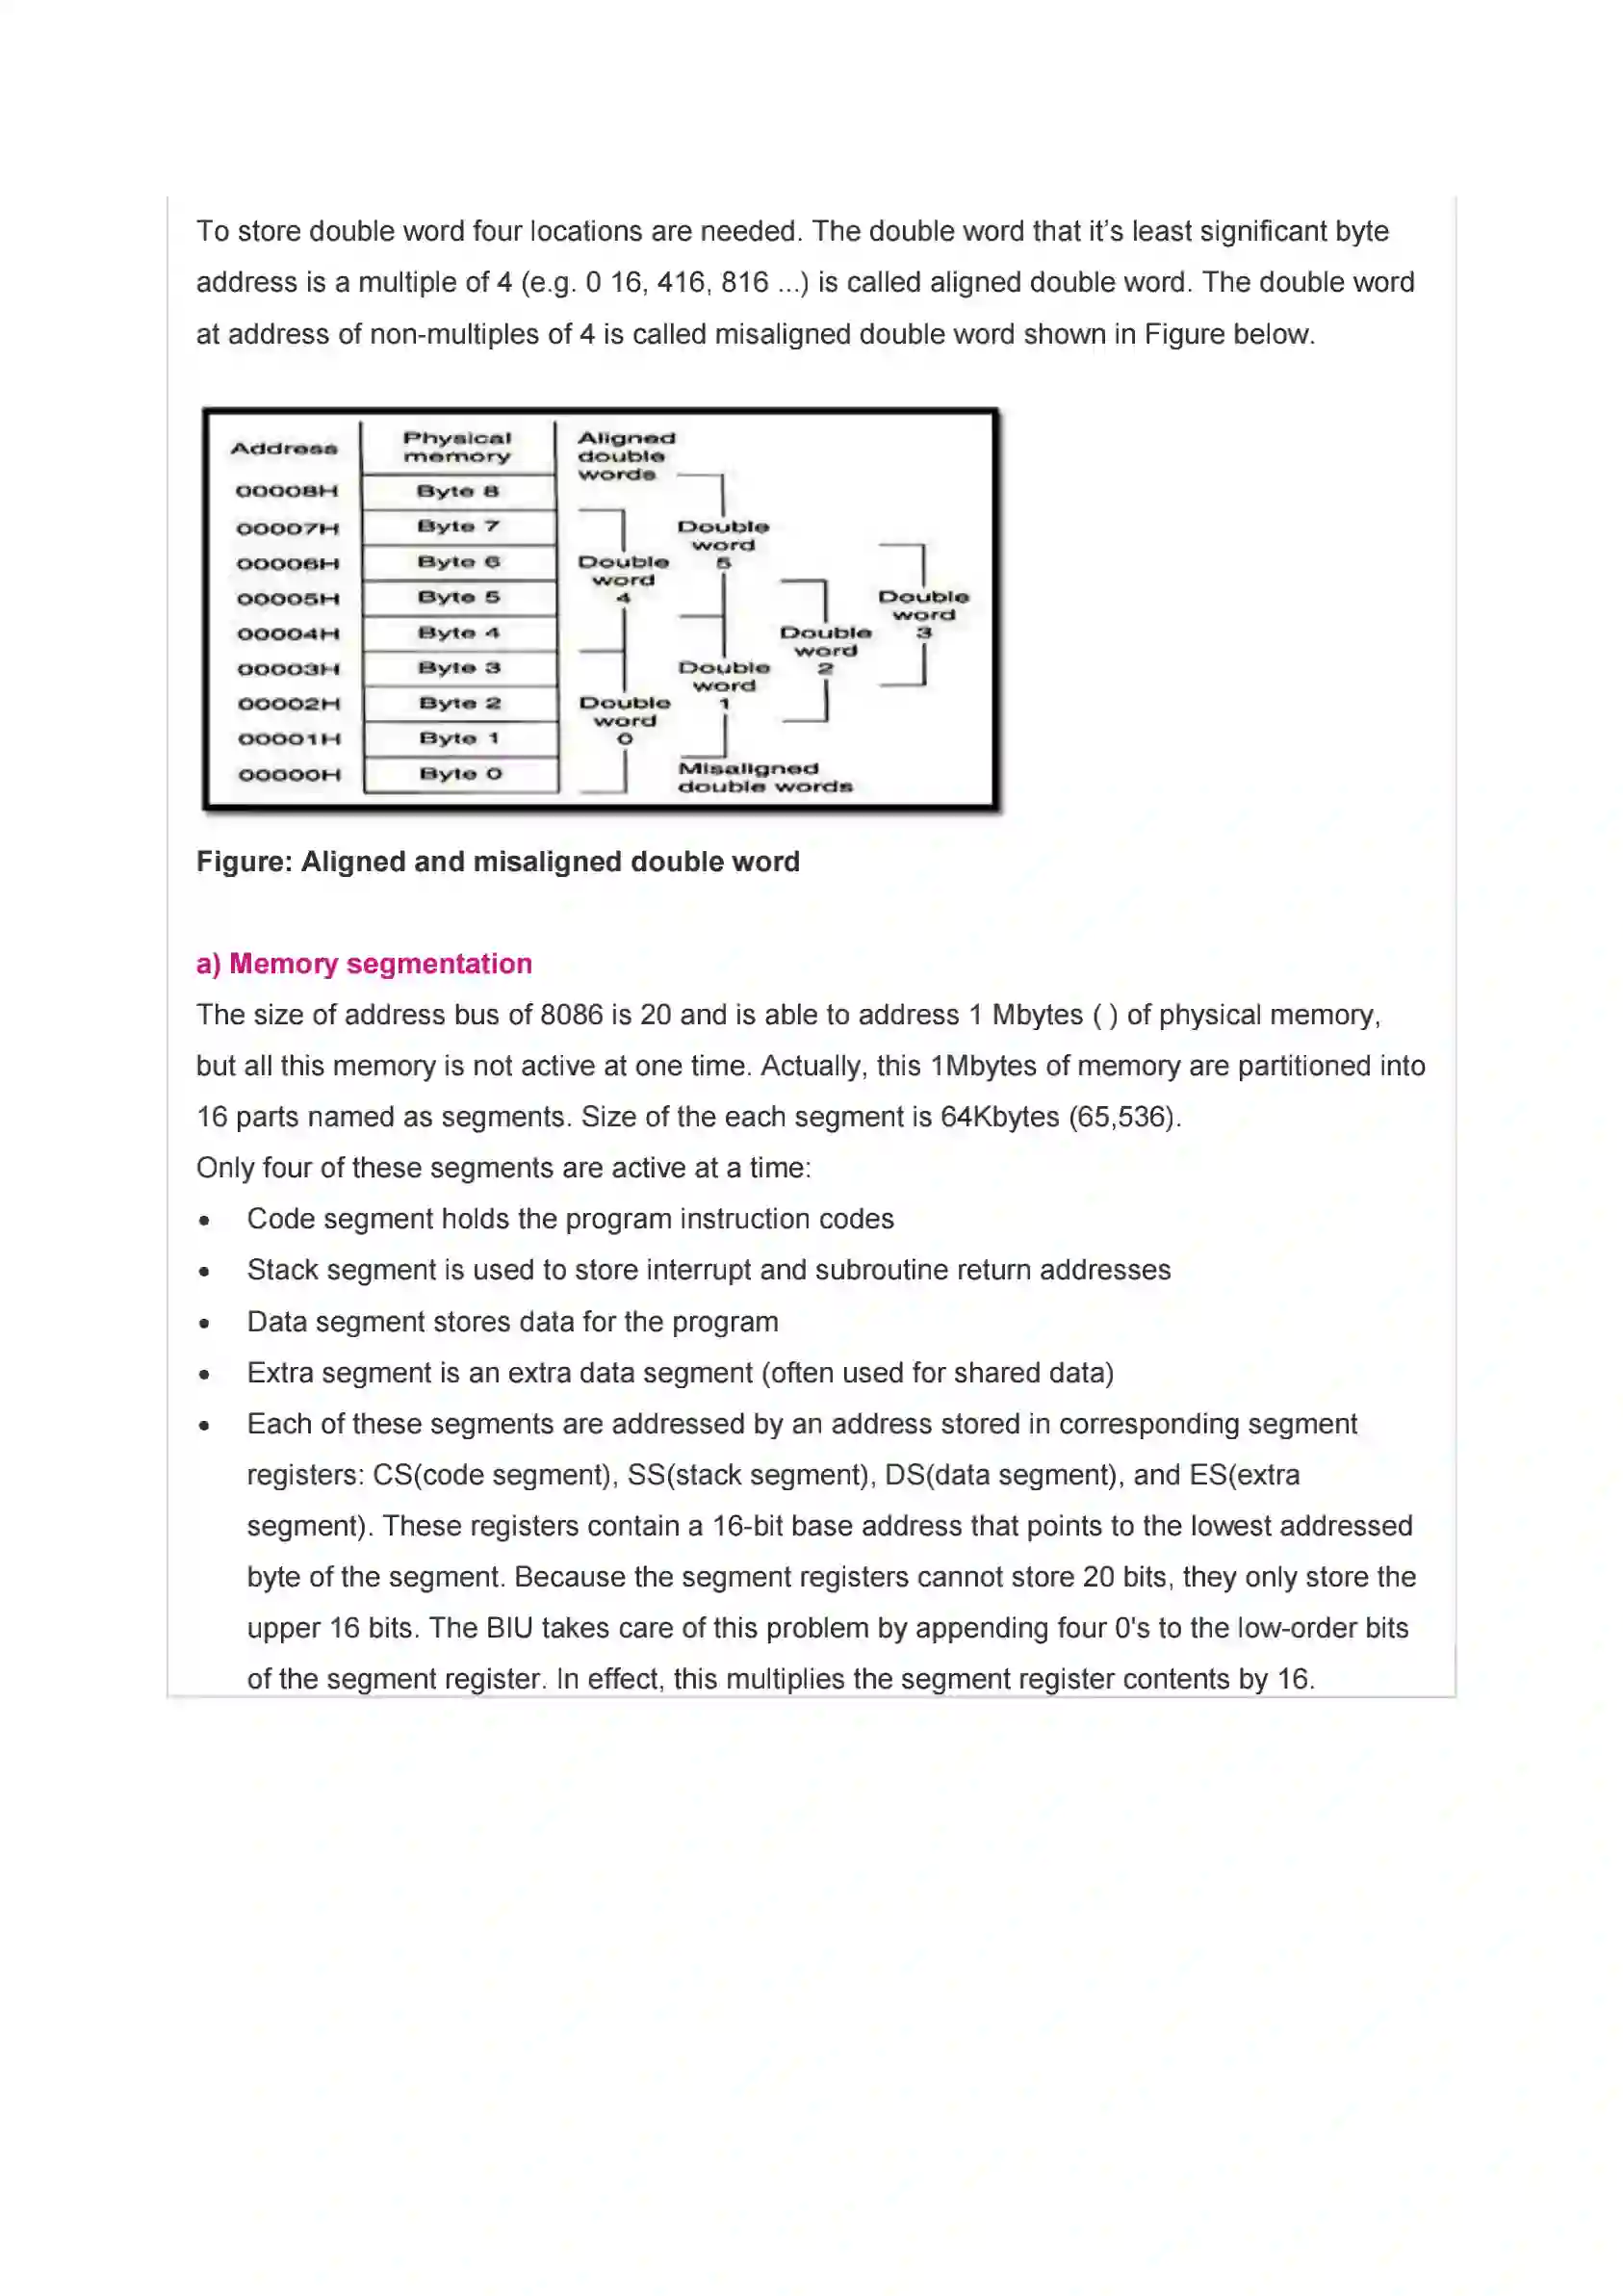 To store double word four locations are needed. The double word that it’s least significant byte
address is a multiple of 4 (e.g. 0 16, 416, 816 ...) is called aligned double word. The double word
at address of non-multiples of 4 is called misaligned double word shown in Figure below.
Address
Physical
memory
Aligned
double
words
00008H Byte 8
00007H Byte 7
00006H Byte 6
00005H Byte 5
00004H Byte 4
00003H Byte 3
00002H Byte 2
00001H Byte 1
00000H Byte 0
Double
word
4
Double
word
0
Double
word
5
Double
word
1
Double
word
2
Double
word
3
Misaligned
double words
Figure: Aligned and misaligned double word
a) Memory segmentation
The size of address bus of 8086 is 20 and is able to address 1 Mbytes ( ) of physical memory,
but all this memory is not active at one time. Actually, this 1Mbytes of memory are partitioned into
16 parts named as segments. Size of the each segment is 64Kbytes (65,536).
Only four of these segments are active at a time:
• Code segment holds the program instruction codes
• Stack segment is used to store interrupt and subroutine return addresses
• Data segment stores data for the program
• Extra segment is an extra data segment (often used for shared data)
• Each of these segments are addressed by an address stored in corresponding segment
registers: CS(code segment), SS(stack segment), DS(data segment), and ES(extra
segment). These registers contain a 16-bit base address that points to the lowest addressed
byte of the segment. Because the segment registers cannot store 20 bits, they only store the
upper 16 bits. The BIU takes care of this problem by appending four 0's to the low-order bits
of the segment register. In effect, this multiplies the segment register contents by 16.